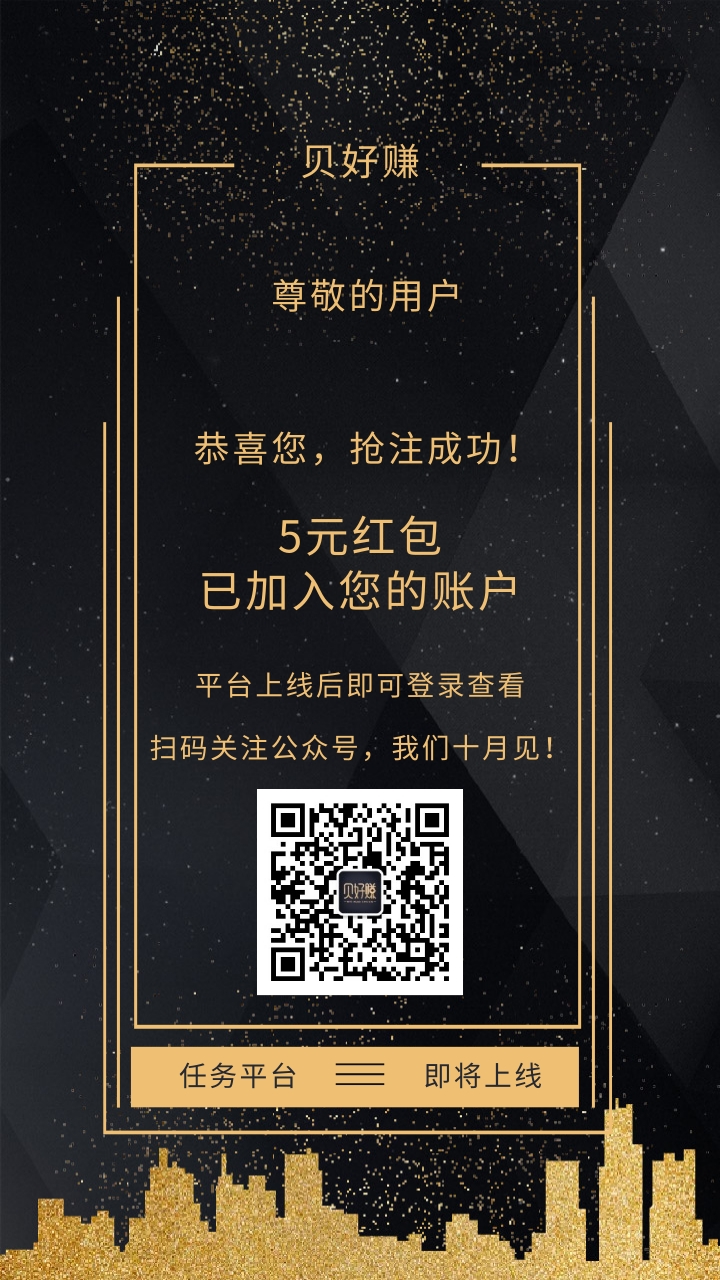 贝好赚
尊敬的用户
恭喜您，抢注成功！
5元红包
已加入您的账户
平台上线后即可登录查看
扫码关注公众号，我们十月见！
贝好赚
任务平台 即将上线